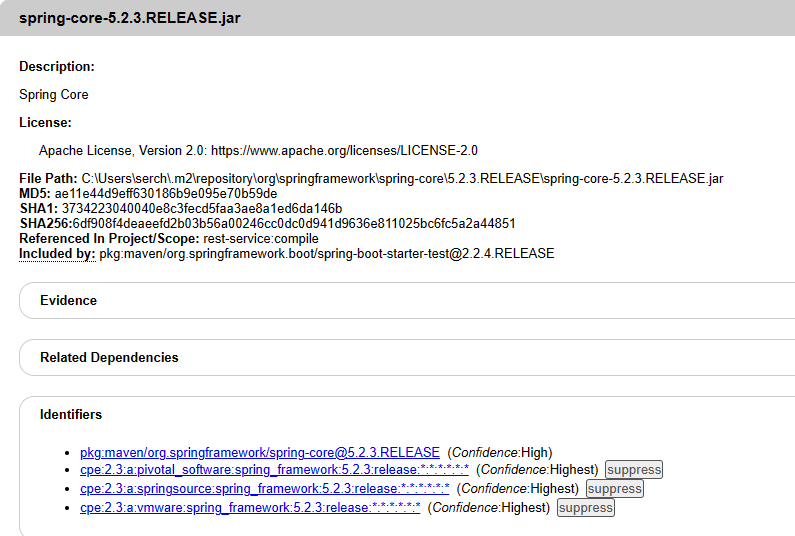 spring-core-5.2.3.RELEASE.jar
Description:
Spring Core
License:
Apache License, Version 2.0: https://www.apache.org/licenses/LICENSE-2.0
File Path: C:\Users\serch\.m2\repository\org\springframework\spring-core\5.2.3.RELEASE\spring-core-5.2.3.RELEASE.jar
MD5: ae11e44d9eff630186b9e095e70b59de
SHA1: 3734223040040e8c3fecd5faa3ae8a1ed6da146b
SHA256:6df908f4deaeefd2b03b56a00246cc0dc0d941d9636e811025bc6fc5a2a44851
Referenced In Project/Scope: rest-service:compile
Included by: pkg:maven/org.springframework.boot/spring-boot-starter-test@2.2.4.RELEASE
Evidence
Related Dependencies
Identifiers
pkg:maven/org.springframework/spring-core@5.2.3.RELEASE (Confidence:High)
cpe:2.3:a:pivotal_software:spring_framework:5.2.3:release:*:*:*:*:*:* (Confidence:Highest) suppress
cpe:2.3:a:springsource:spring_framework:5.2.3:release:*:*:*:*:*:* (Confidence:Highest) suppress
cpe:2.3:a:vmware:spring_framework:5.2.3:release:*:*:*:*:*:* (Confidence:Highest) suppress